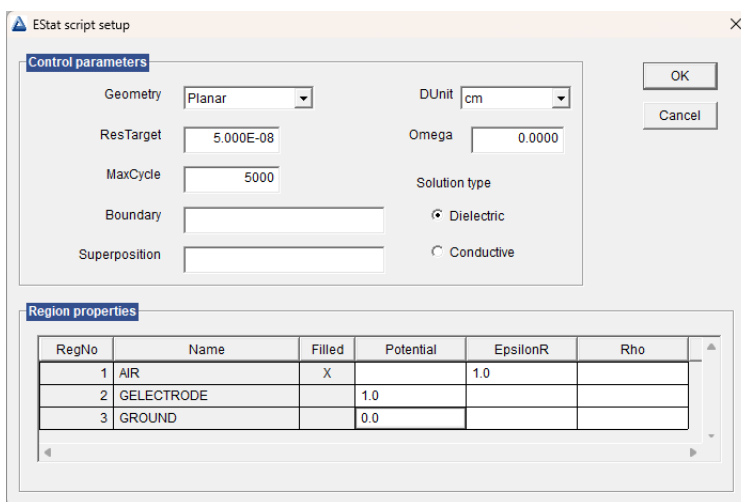 EStat script setup
Control parameters
Geometry Planar DUnit cm OK
ResTarget 5.000E-08 Omega 0.0000 Cancel
MaxCycle 5000 Solution type
Boundary Dielectric
Superposition Conductive
Region properties
RegNo Name Filled Potential EpsilonR Rho
1 AIR X 1.0
2 GELECTRODE 1.0
3 GROUND 0.0